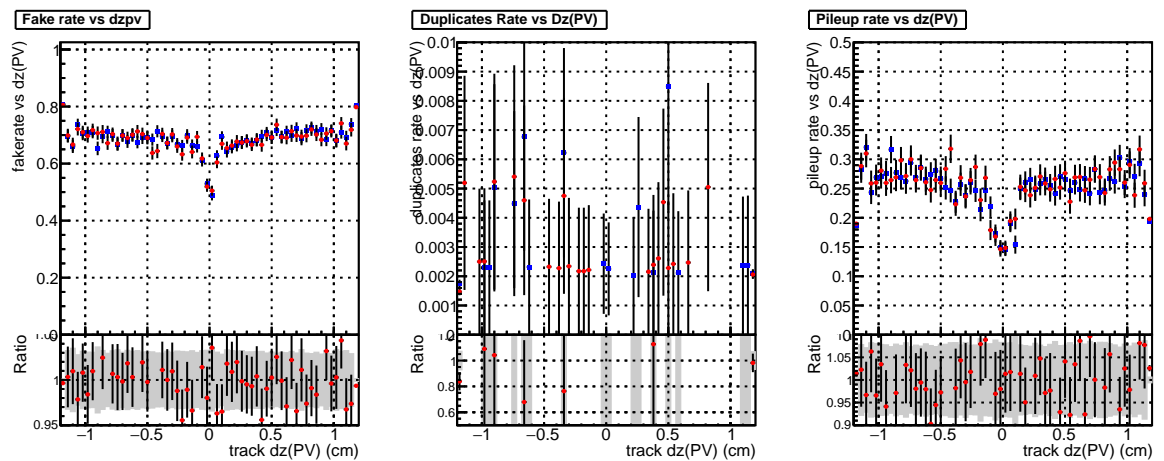 Fake rate vs dzpv
fakerate vs dz(PV)
1
0.8
0.6
0.4
0.2
0
Ratio
1
0.95
−1 −0.5 0 0.5 1
track dz(PV) (cm)
Duplicates Rate vs Dz(PV)
duplicates rate vs dz(PV)
0.01
0.009
0.008
0.007
0.006
0.005
0.004
0.003
0.002
0.001
0
Ratio
1
0.8
0.6
−1 −0.5 0 0.5 1
track dz(PV) (cm)
Pileup rate vs dz(PV)
pileup rate vs dz(PV)
0.5
0.45
0.4
0.35
0.3
0.25
0.2
0.15
0.1
0.05
0
Ratio
1.05
1
0.95
0.9
−1 −0.5 0 0.5 1
track dz(PV) (cm)